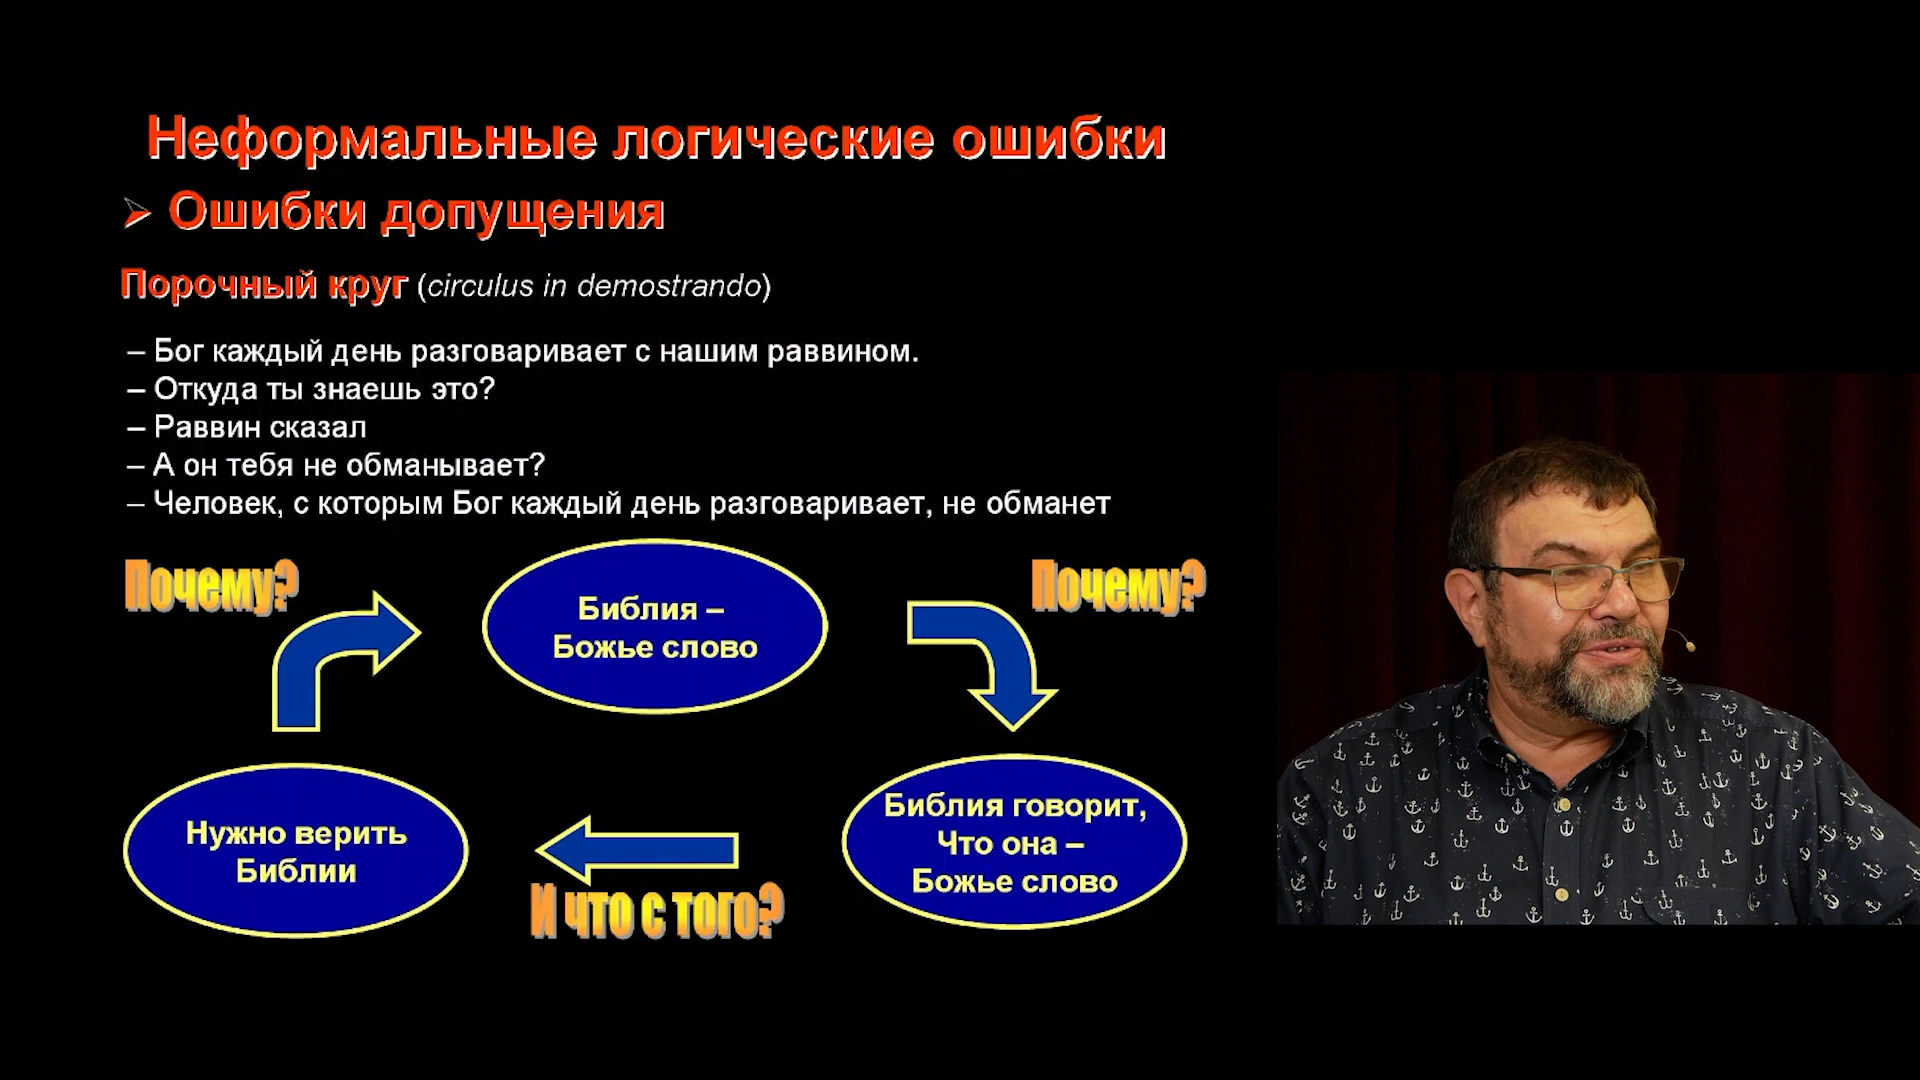 Неформальные логические ошибки
Ошибки допущения
Порочный круг (circulus in demostrando)
– Бог каждый день разговаривает с нашим раввином.
– Откуда ты знаешь это?
– Раввин сказал
– А он тебя не обманывает?
– Человек, с которым Бог каждый день разговаривает, не обманет
Почему?
Библия –
Божье слово
Почему?
Библия говорит,
Что она –
Божье слово
И что с того?
Нужно верить
Библии